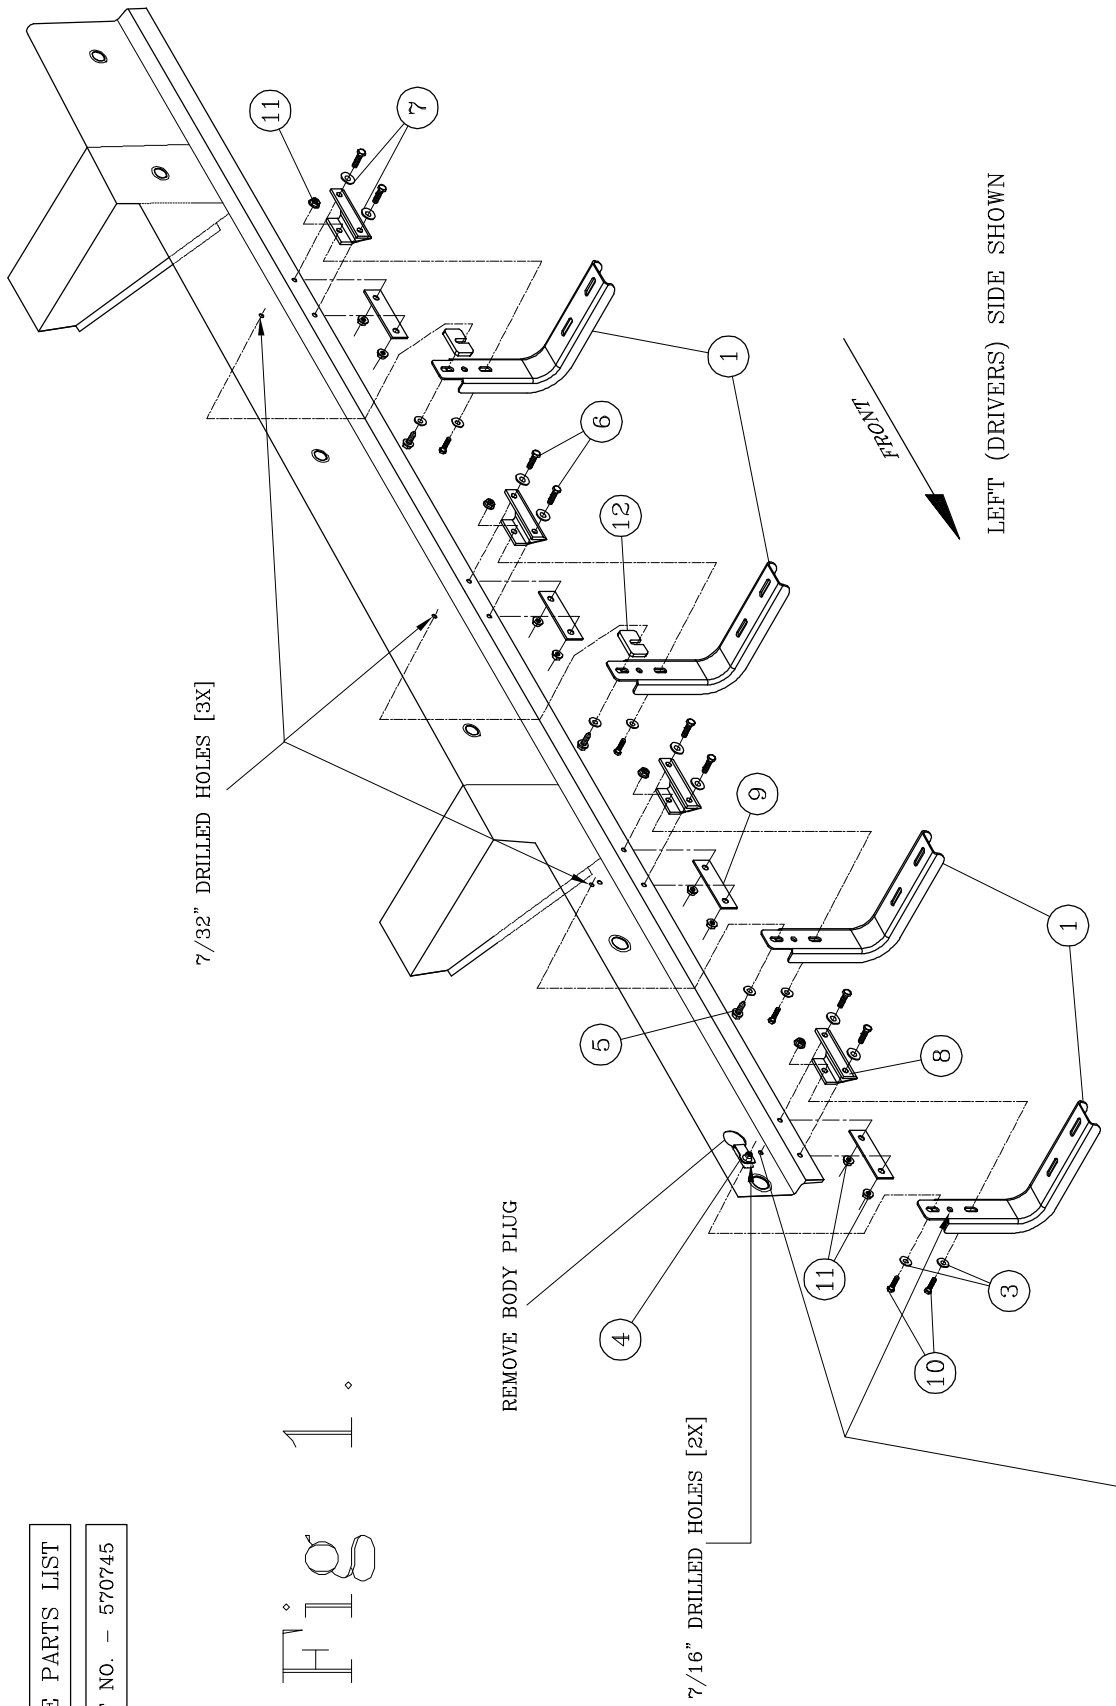 E PARTS LIST
NO. - 570745
Fig 1.
7/32" DRILLED HOLES [3X]
REMOVE BODY PLUG
7/16" DRILLED HOLES [2X]
LEFT (DRIVERS) SIDE SHOWN
FRONT
11
7
1
6
12
9
1
5
8
4
11
3
10